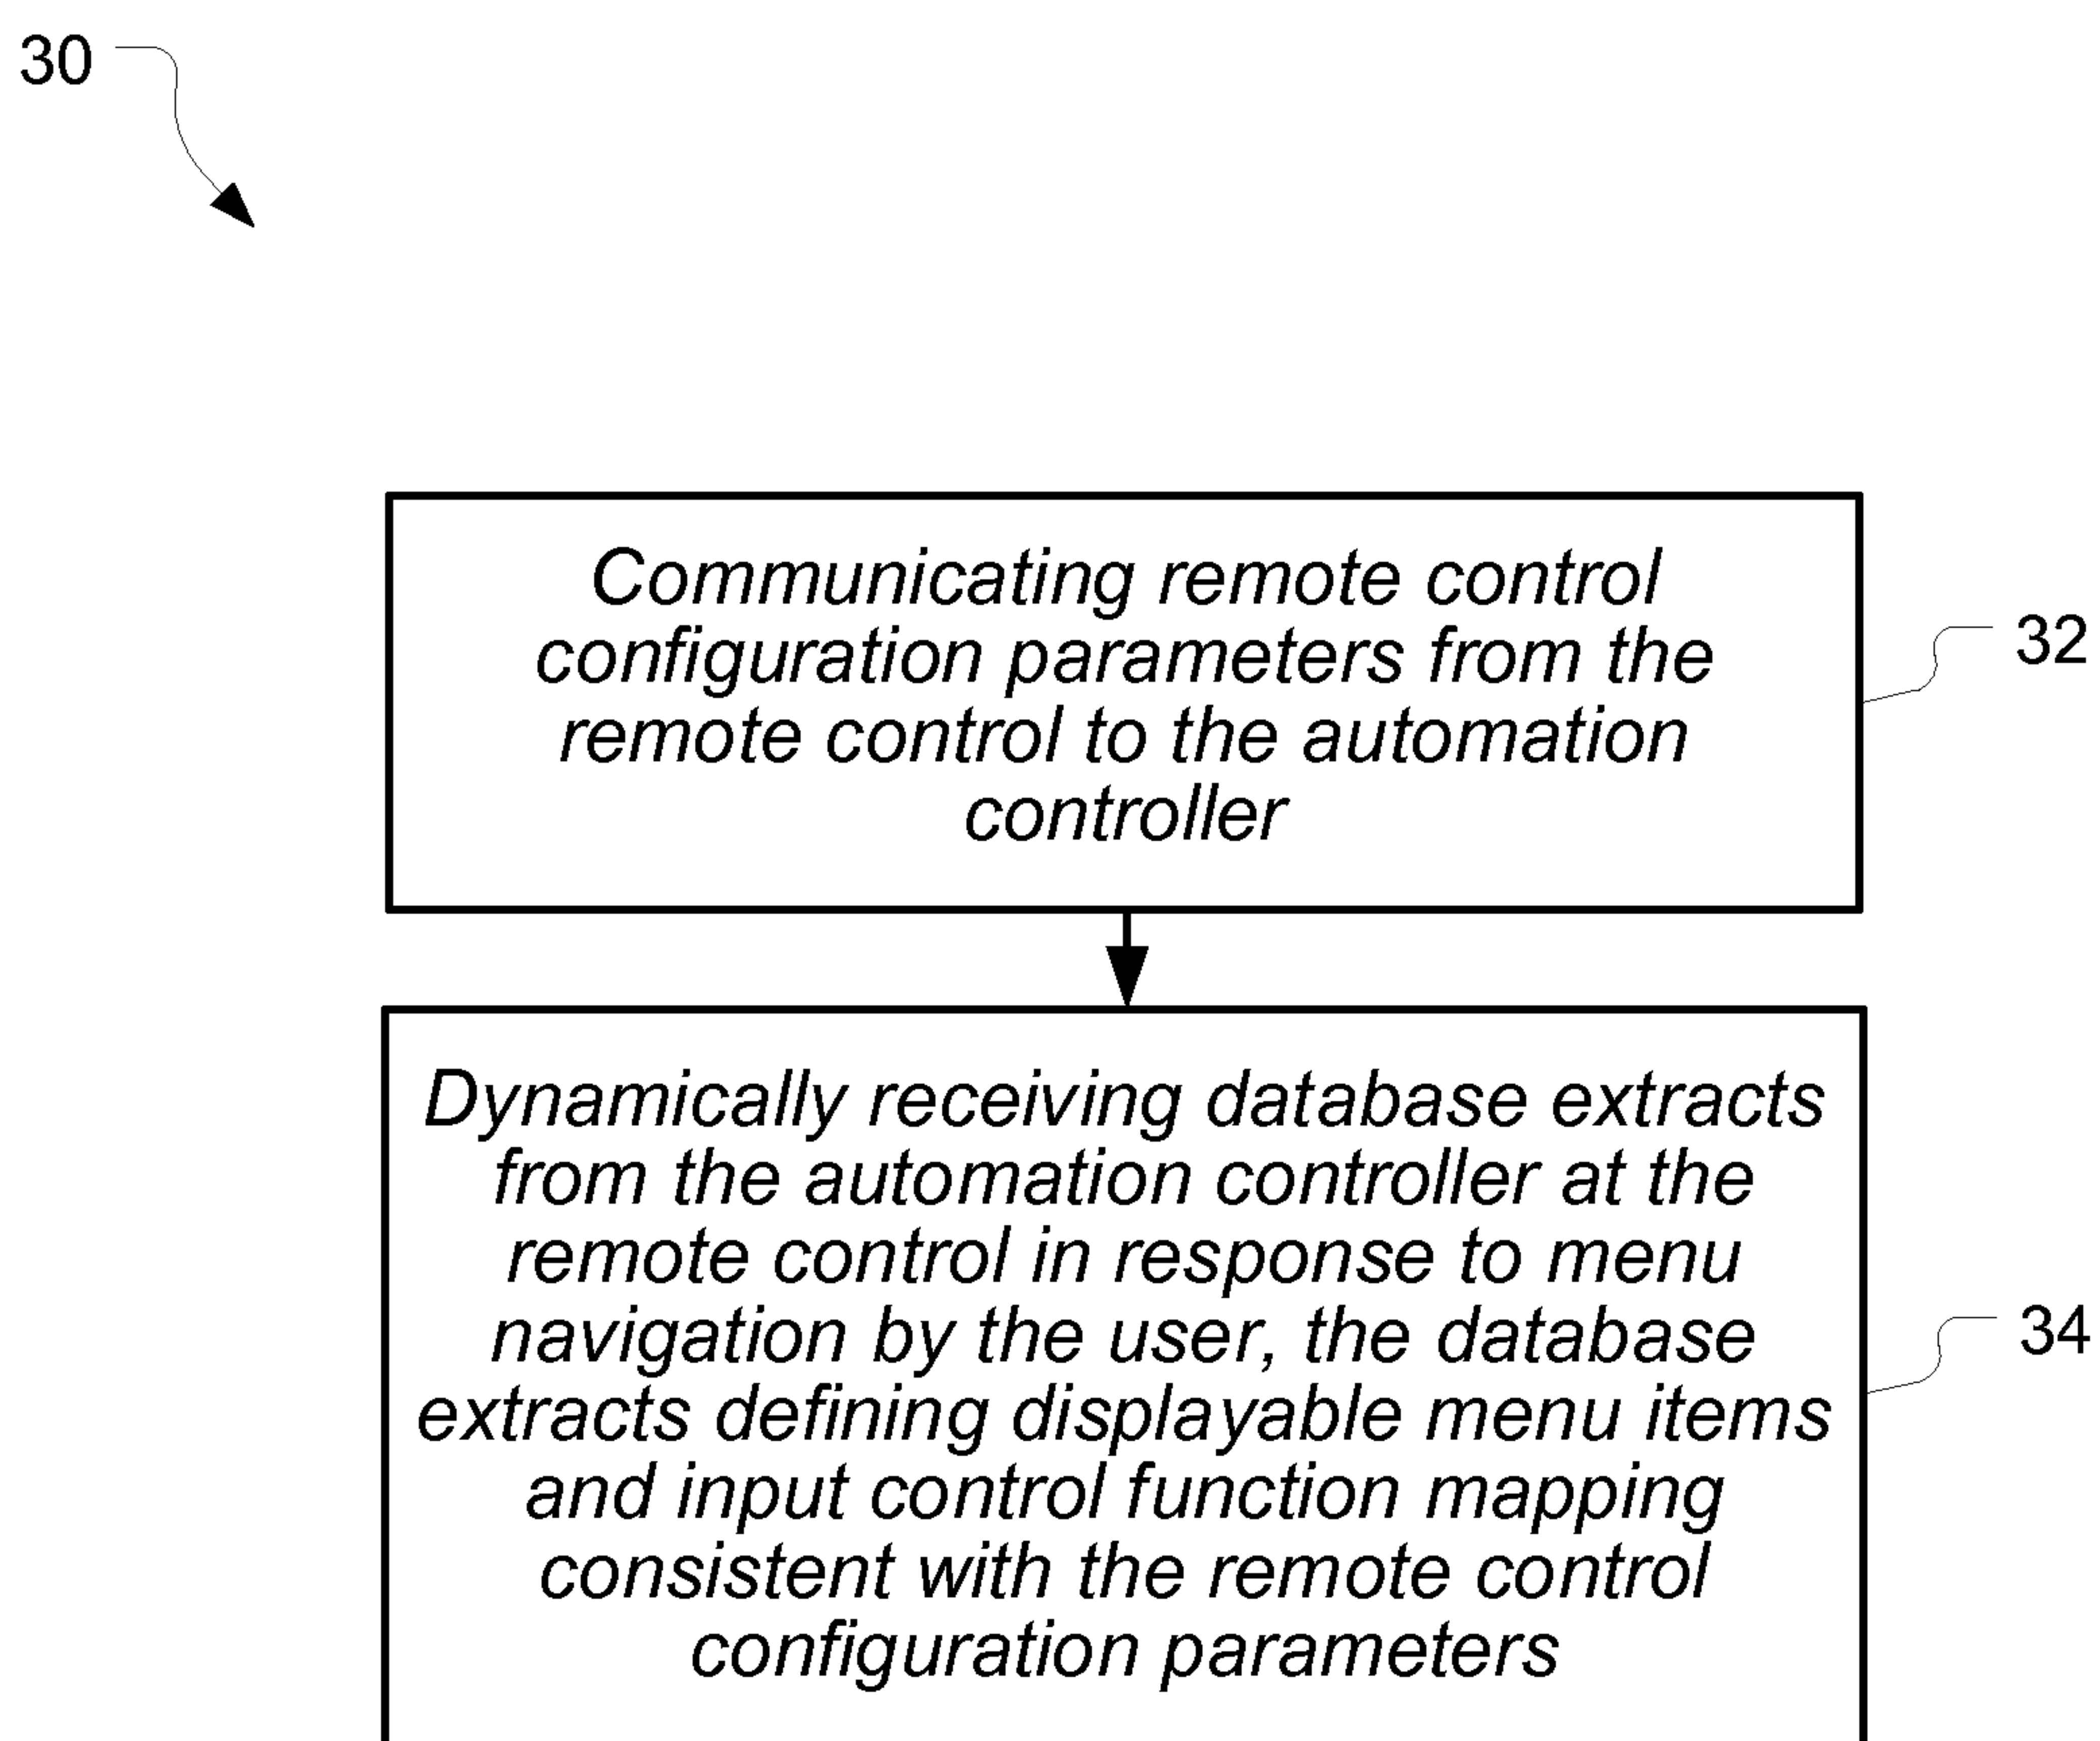 30
Communicating remote control
configuration parameters from the
remote control to the automation
controller
32
Dynamically receiving database extracts
from the automation controller at the
remote control in response to menu
navigation by the user, the database
extracts defining displayable menu items
and input control function mapping
consistent with the remote control
configuration parameters
34